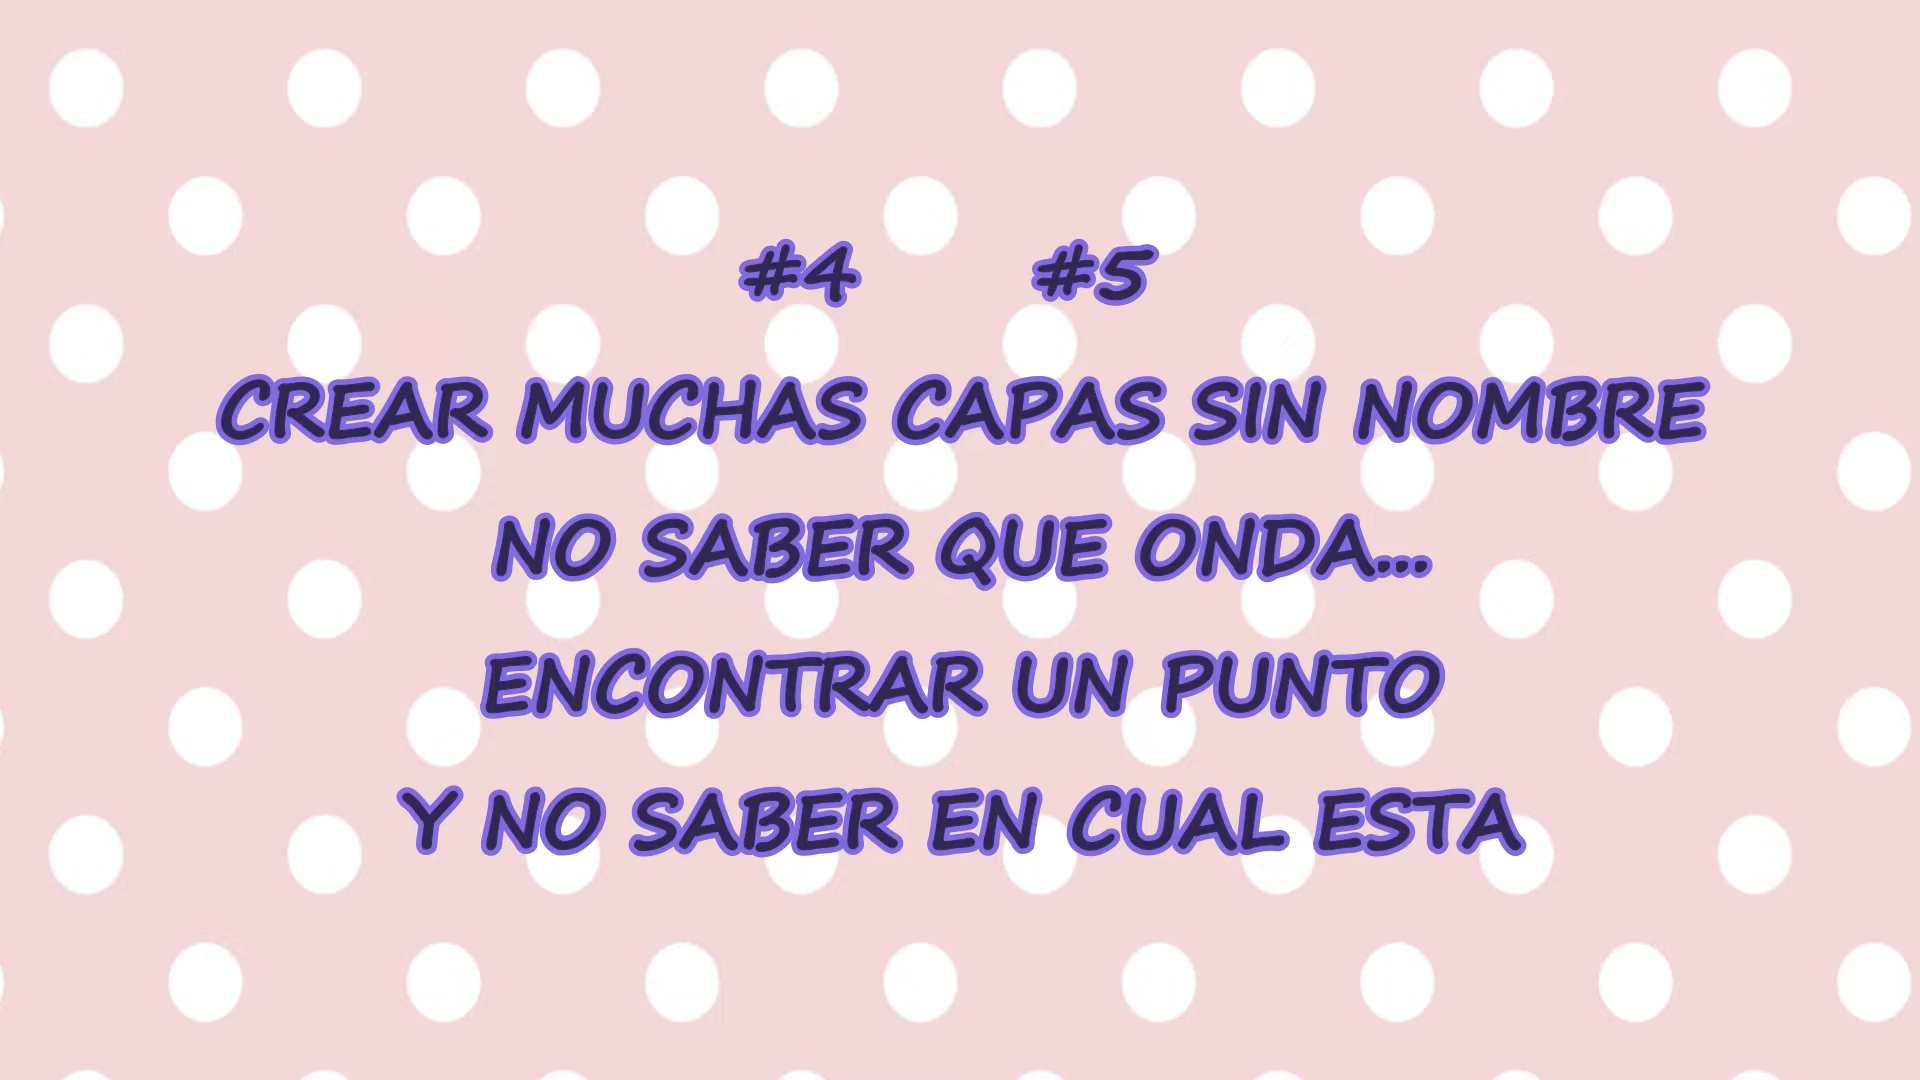 #4 #5
CREAR MUCHAS CAPAS SIN NOMBRE
NO SABER QUE ONDA...
ENCONTRAR UN PUNTO
Y NO SABER EN CUAL ESTA